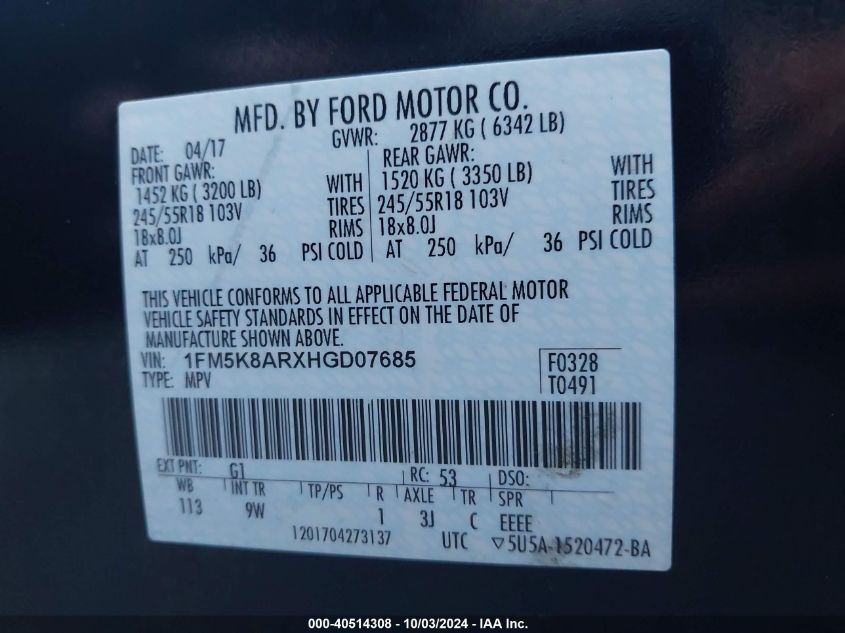 MFD. BY FORD MOTOR CO.
DATE: 04/17 GVWR: 2877 KG ( 6342 LB)
FRONT GAWR: REAR GAWR:
1452 KG ( 3200 LB) WITH 1520 KG ( 3350 LB) WITH
245/55R18 103V TIRES 245/55R18 103V TIRES
18x8.0J RIMS 18x8.0J RIMS
AT 250 kPa/ 36 PSI COLD AT 250 kPa/ 36 PSI COLD
THIS VEHICLE CONFORMS TO ALL APPLICABLE FEDERAL MOTOR
VEHICLE SAFETY STANDARDS IN EFFECT ON THE DATE OF
MANUFACTURE SHOWN ABOVE.
VIN: 1FM5K8ARXHGD07685 F0328
TYPE: MPV T0491
EXT PNT: G1 RC: 53 DSO:
WB INT TR TP/PS R AXLE TR SPR
113 9W 1 3J C EEEE
1201704273137 UTC ▽5U5A-1520472-BA
000-40514308 - 10/03/2024 - IAA Inc.